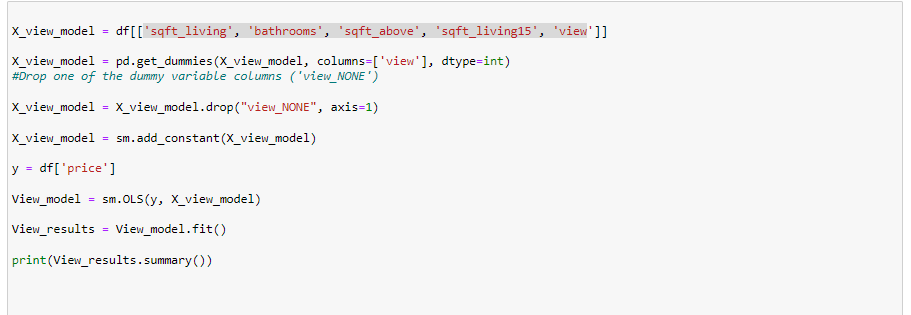 X_view_model = df[['sqft_living', 'bathrooms', 'sqft_above', 'sqft_living15', 'view']]
X_view_model = pd.get_dummies(X_view_model, columns=['view'], dtype=int)
#Drop one of the dummy variable columns ('view_NONE')
X_view_model = X_view_model.drop("view_NONE", axis=1)
X_view_model = sm.add_constant(X_view_model)
y = df['price']
View_model = sm.OLS(y, X_view_model)
View_results = View_model.fit()
print(View_results.summary())